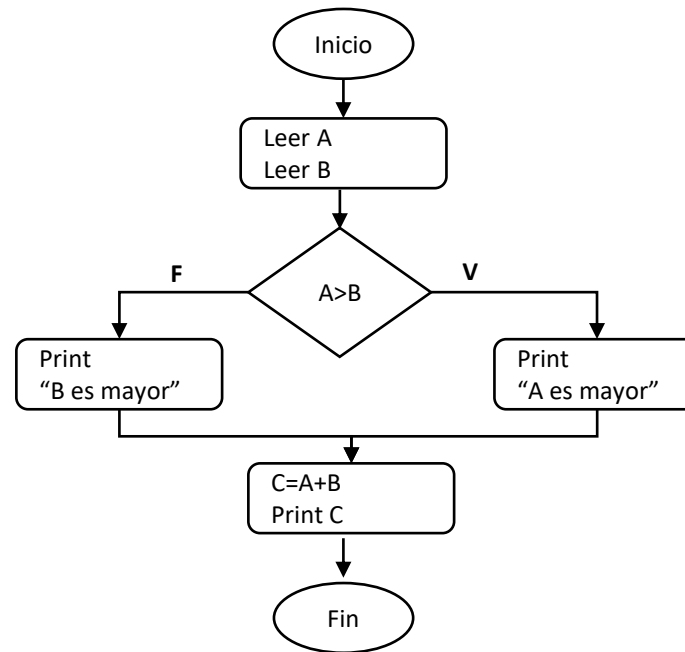 Inicio
Leer A
Leer B
F
V
A>B
Print
“B es mayor”
Print
“A es mayor”
C=A+B
Print C
Fin